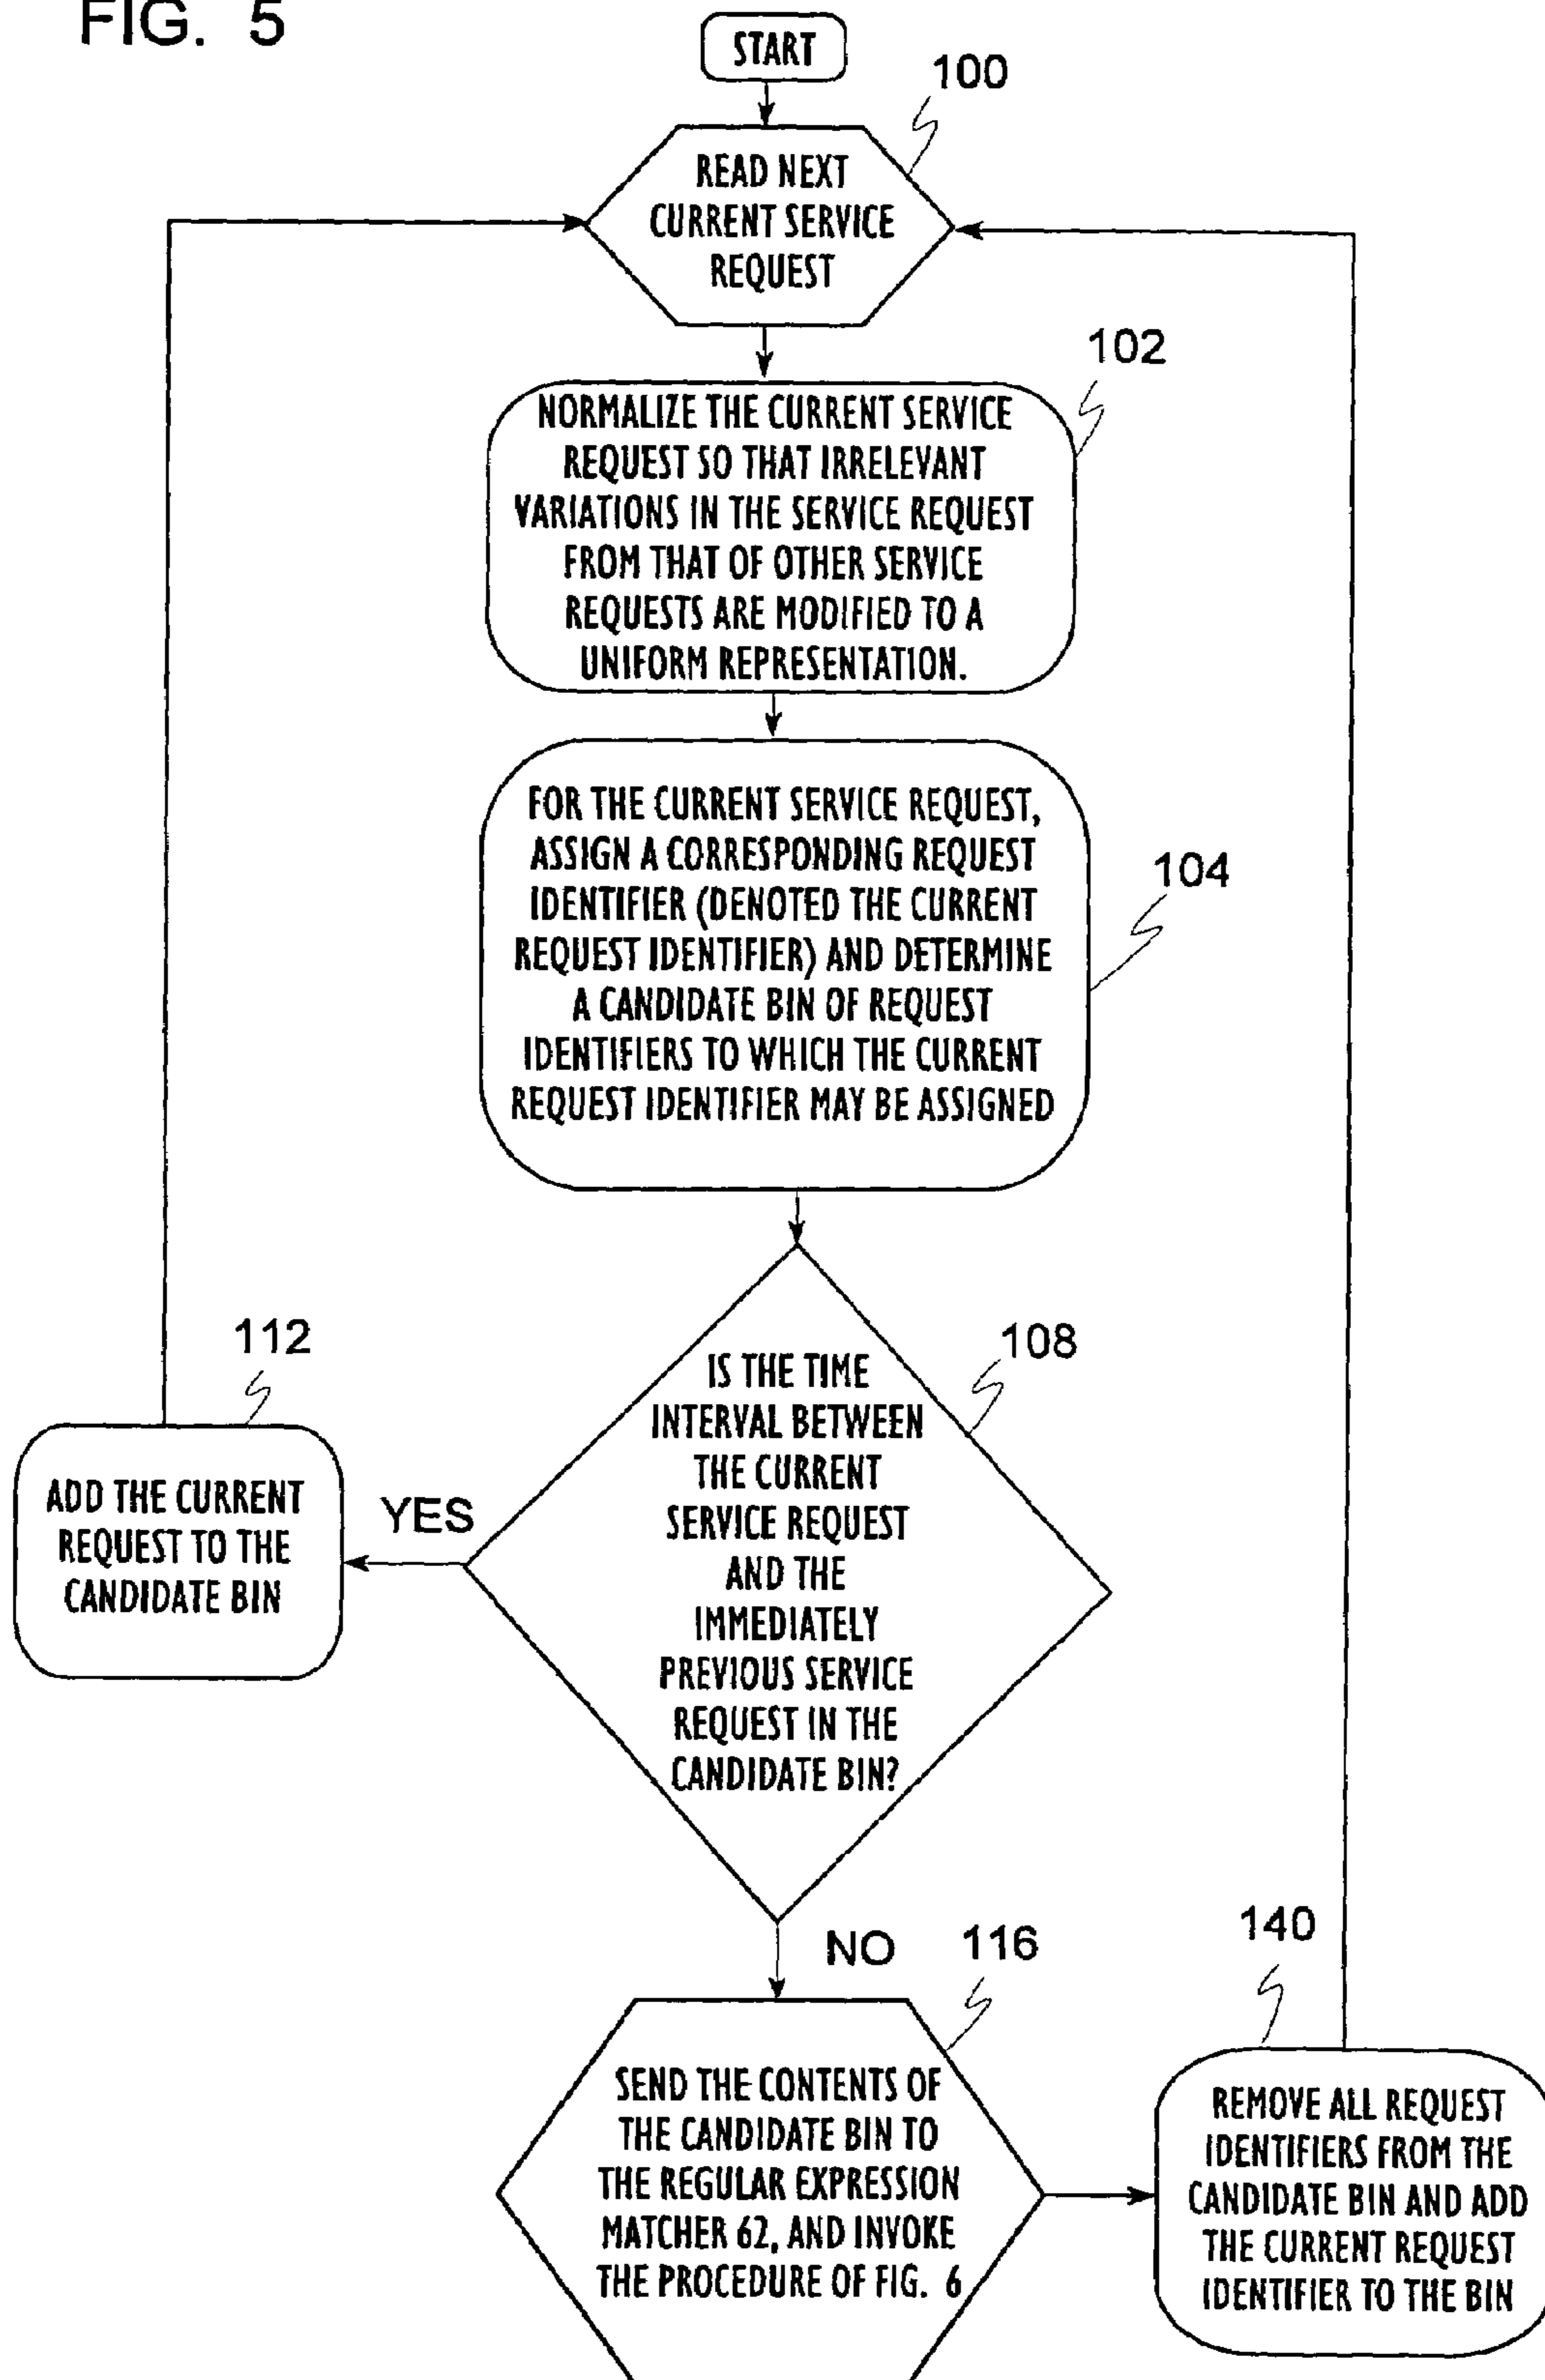 FIG. 5
START
100
READ NEXT
CURRENT SERVICE
REQUEST
102
NORMALIZE THE CURRENT SERVICE
REQUEST SO THAT IRRELEVANT
VARIATIONS IN THE SERVICE REQUEST
FROM THAT OF OTHER SERVICE
REQUESTS ARE MODIFIED TO A
UNIFORM REPRESENTATION.
104
FOR THE CURRENT SERVICE REQUEST,
ASSIGN A CORRESPONDING REQUEST
IDENTIFIER (DENOTED THE CURRENT
REQUEST IDENTIFIER) AND DETERMINE
A CANDIDATE BIN OF REQUEST
IDENTIFIERS TO WHICH THE CURRENT
REQUEST IDENTIFIER MAY BE ASSIGNED
108
IS THE TIME
INTERVAL BETWEEN
THE CURRENT
SERVICE REQUEST
AND THE
IMMEDIATELY
PREVIOUS SERVICE
REQUEST IN THE
CANDIDATE BIN?
YES
112
ADD THE CURRENT
REQUEST TO THE
CANDIDATE BIN
NO
116
SEND THE CONTENTS OF
THE CANDIDATE BIN TO
THE REGULAR EXPRESSION
MATCHER 62, AND INVOKE
THE PROCEDURE OF FIG. 6
140
REMOVE ALL REQUEST
IDENTIFIERS FROM THE
CANDIDATE BIN AND ADD
THE CURRENT REQUEST
IDENTIFIER TO THE BIN